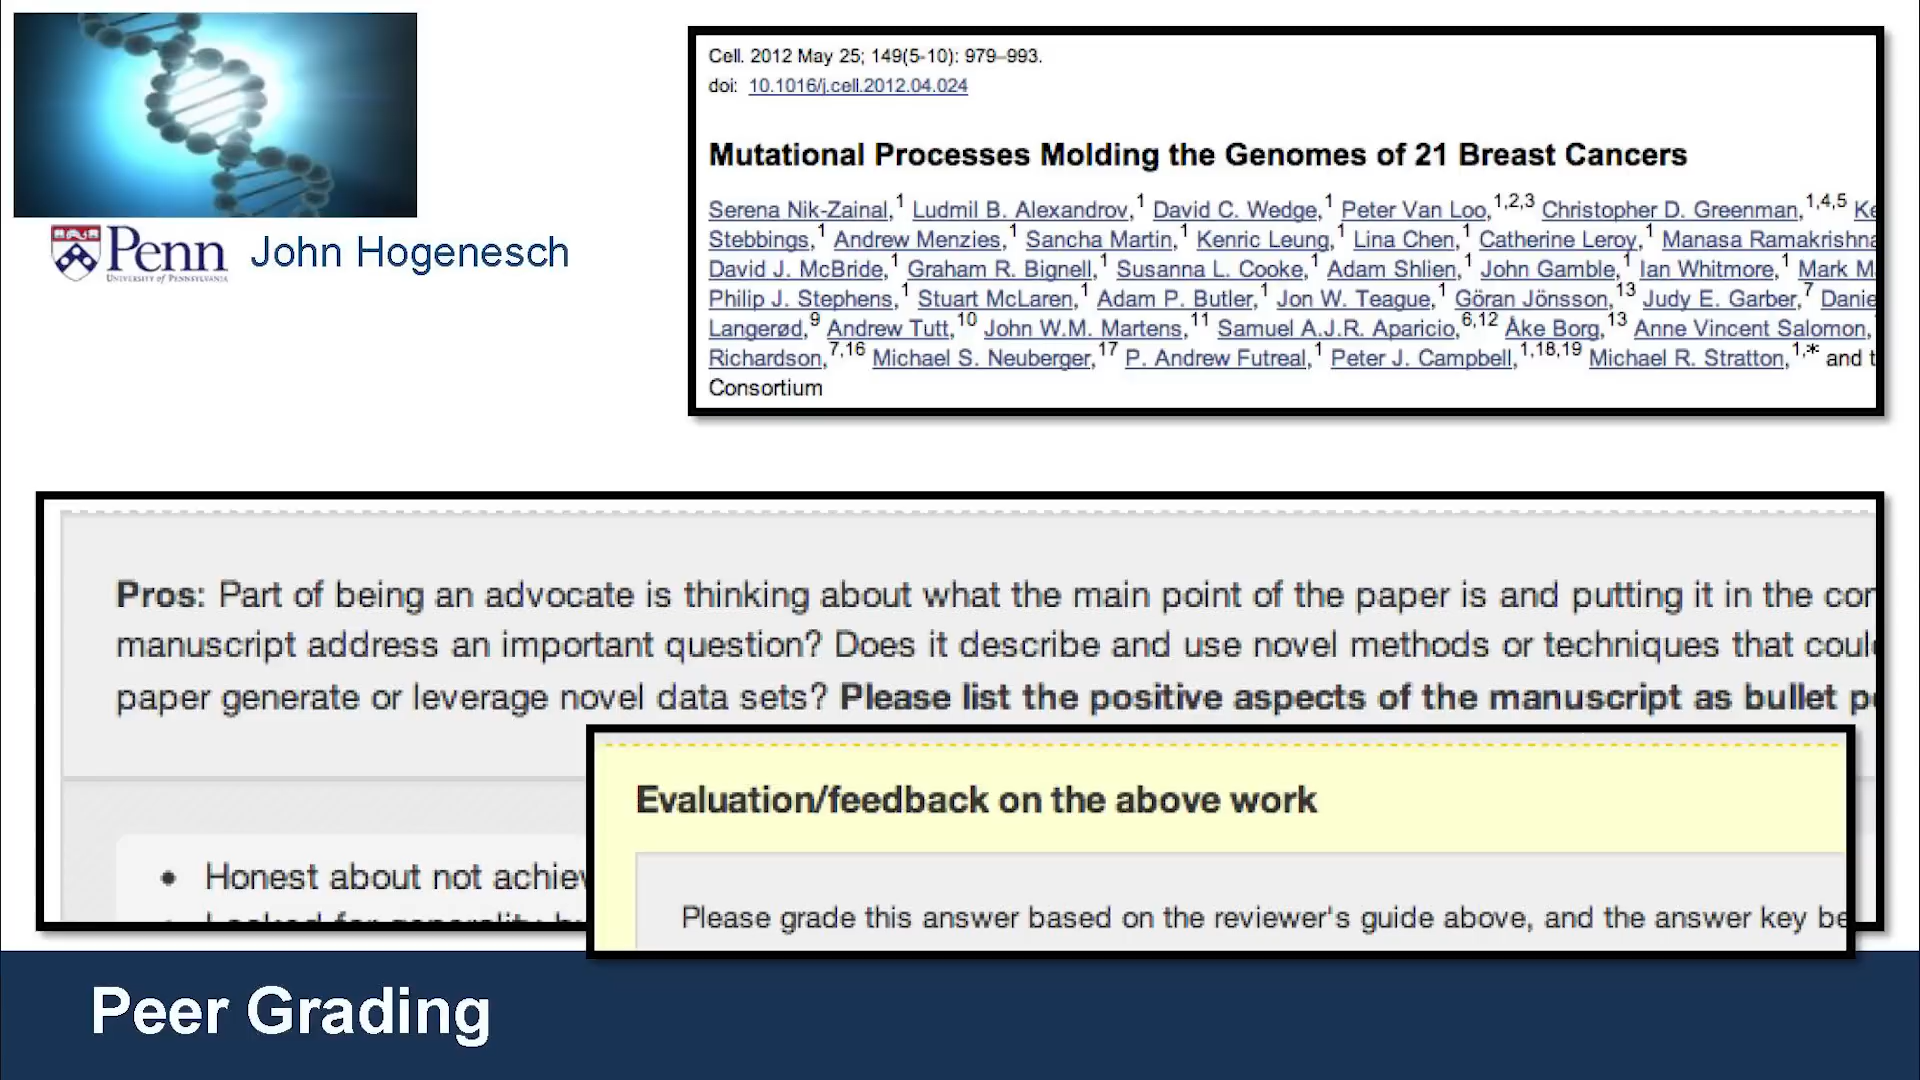 Cell. 2012 May 25; 149(5-10): 979–993.
doi: 10.1016/j.cell.2012.04.024
Mutational Processes Molding the Genomes of 21 Breast Cancers
Serena Nik-Zainal,1 Ludmil B. Alexandrov,1 David C. Wedge,1 Peter Van Loo,1,2,3 Christopher D. Greenman,1,4,5 Ke
Stebbings,1 Andrew Menzies,1 Sancha Martin,1 Kenric Leung,1 Lina Chen,1 Catherine Leroy,1 Manasa Ramakrishna
David J. McBride,1 Graham R. Bignell,1 Susanna L. Cooke,1 Adam Shlien,1 John Gamble,1 Ian Whitmore,1 Mark M
Philip J. Stephens,1 Stuart McLaren,1 Adam P. Butler,1 Jon W. Teague,1 Göran Jönsson,13 Judy E. Garber,7 Danie
Langerød,9 Andrew Tutt,10 John W.M. Martens,11 Samuel A.J.R. Aparicio,6,12 Åke Borg,13 Anne Vincent Salomon,
Richardson,7,16 Michael S. Neuberger,17 P. Andrew Futreal,1 Peter J. Campbell,1,18,19 Michael R. Stratton,1,* and t
Consortium
Penn John Hogenesch
UNIVERSITY OF PENNSYLVANIA
Pros: Part of being an advocate is thinking about what the main point of the paper is and putting it in the cor
manuscript address an important question? Does it describe and use novel methods or techniques that coul
paper generate or leverage novel data sets? Please list the positive aspects of the manuscript as bullet p
• Honest about not achiev
Evaluation/feedback on the above work
Please grade this answer based on the reviewer's guide above, and the answer key be
Peer Grading